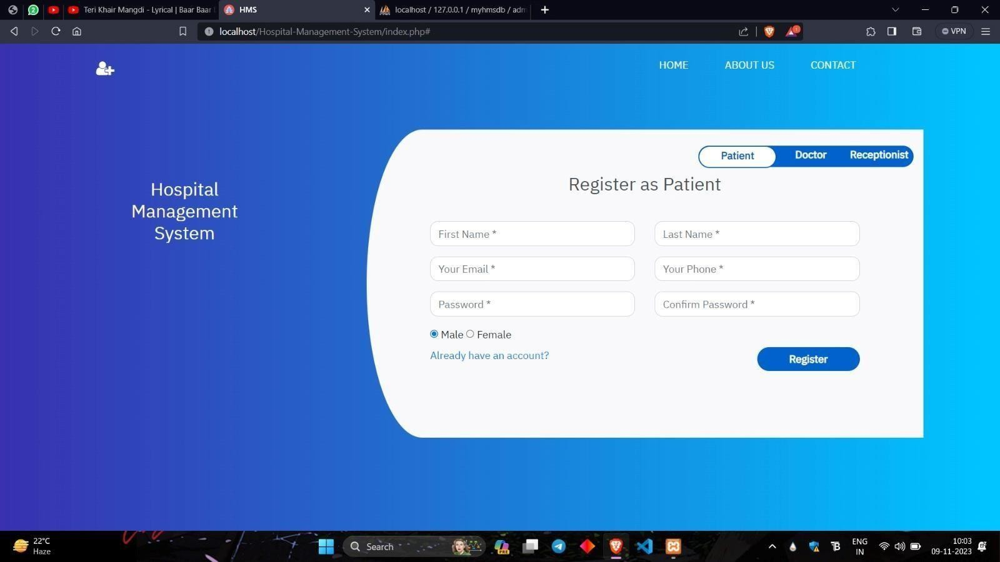 2
Teri Khair Mangdi - Lyrical | Baar Baar
HMS
localhost / 127.0.0.1 / myhmsdb / adm
localhost/Hospital-Management-System/index.php#
1
VPN
HOME ABOUT US CONTACT
Patient Doctor Receptionist
Register as Patient
Hospital
Management
System
First Name * Last Name *
Your Email * Your Phone *
Password * Confirm Password *
Male Female
Already have an account?
Register
22°C
Haze
Search
PRE
ENG
IN
10:03
09-11-2023